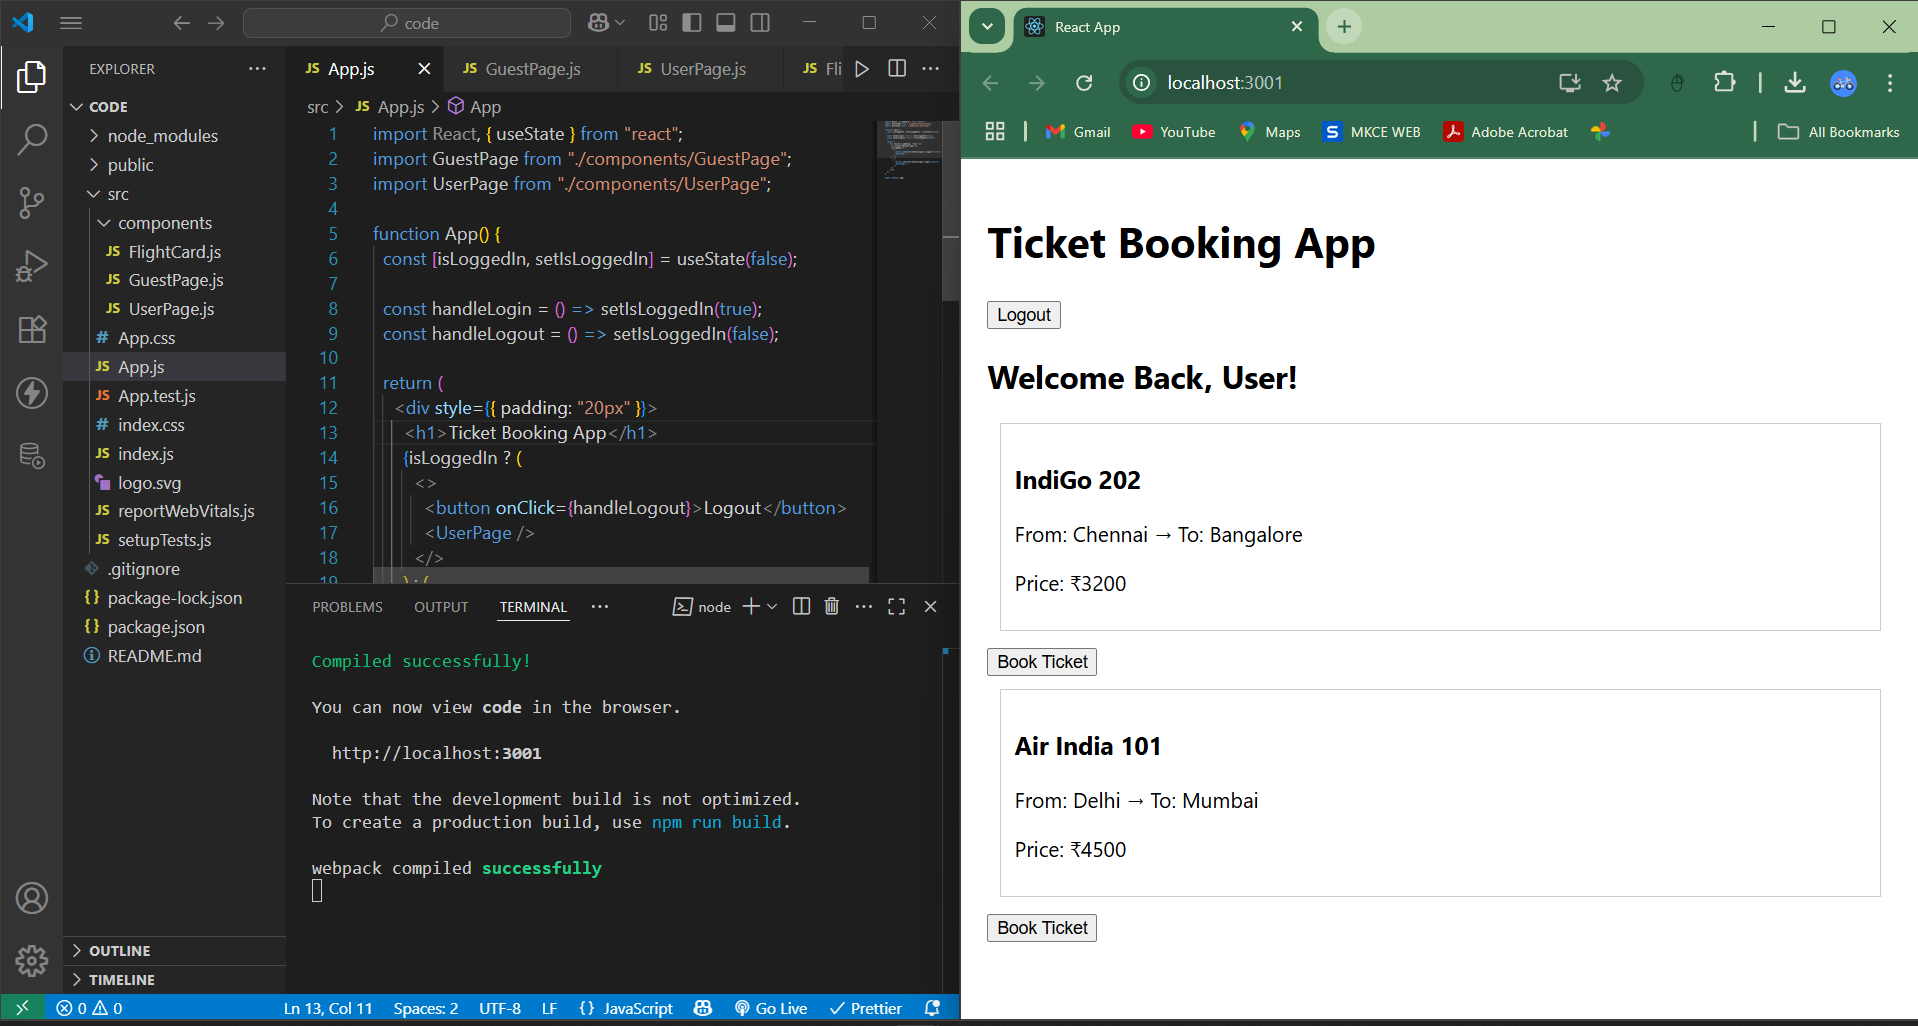 code
EXPLORER
CODE
node_modules
public
src
components
JS FlightCard.js
JS GuestPage.js
JS UserPage.js
# App.css
JS App.js
JS App.test.js
# index.css
JS index.js
logo.svg
JS reportWebVitals.js
JS setupTests.js
.gitignore
{} package-lock.json
{} package.json
README.md
OUTLINE
TIMELINE
JS App.js
JS GuestPage.js
JS UserPage.js
JS Fli
src > JS App.js > App
1 import React, { useState } from "react";
2 import GuestPage from "./components/GuestPage";
3 import UserPage from "./components/UserPage";
4
5 function App() {
6 const [isLoggedIn, setIsLoggedIn] = useState(false);
7
8 const handleLogin = () => setIsLoggedIn(true);
9 const handleLogout = () => setIsLoggedIn(false);
10
11 return (
12 <div style={{ padding: "20px" }}>
13 <h1>Ticket Booking App</h1>
14 {isLoggedIn ? (
15 <>
16 <button onClick={handleLogout}>Logout</button>
17 <UserPage />
18 </>
19 ) : (
PROBLEMS OUTPUT TERMINAL ··· node
Compiled successfully!
You can now view code in the browser.
http://localhost:3001
Note that the development build is not optimized.
To create a production build, use npm run build.
webpack compiled successfully
0 0 Ln 13, Col 11 Spaces: 2 UTF-8 LF {} JavaScript Go Live Prettier
React App
localhost:3001
Gmail YouTube Maps S MKCE WEB Adobe Acrobat All Bookmarks
Ticket Booking App
Logout
Welcome Back, User!
IndiGo 202
From: Chennai → To: Bangalore
Price: ₹3200
Book Ticket
Air India 101
From: Delhi → To: Mumbai
Price: ₹4500
Book Ticket